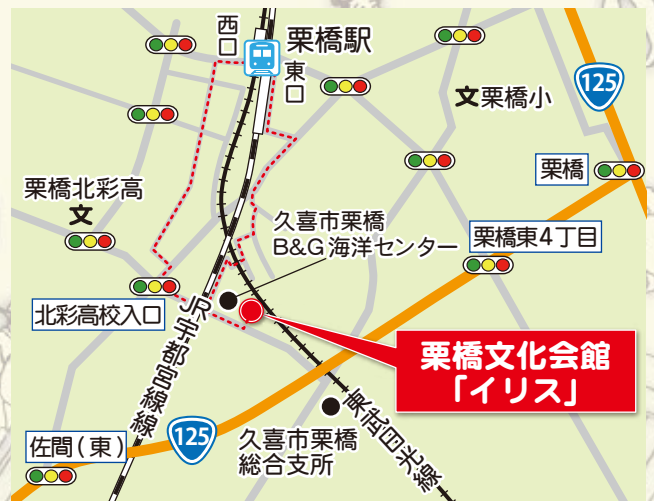 西口
栗橋駅
東口
125
文栗橋小
栗橋
栗橋北彩高
文
久喜市栗橋
B&G海洋センター
栗橋東4丁目
北彩高校入口
JR宇都宮線線
栗橋文化会館
「イリス」
佐間(東)
125
久喜市栗橋
総合支所
東武日光線